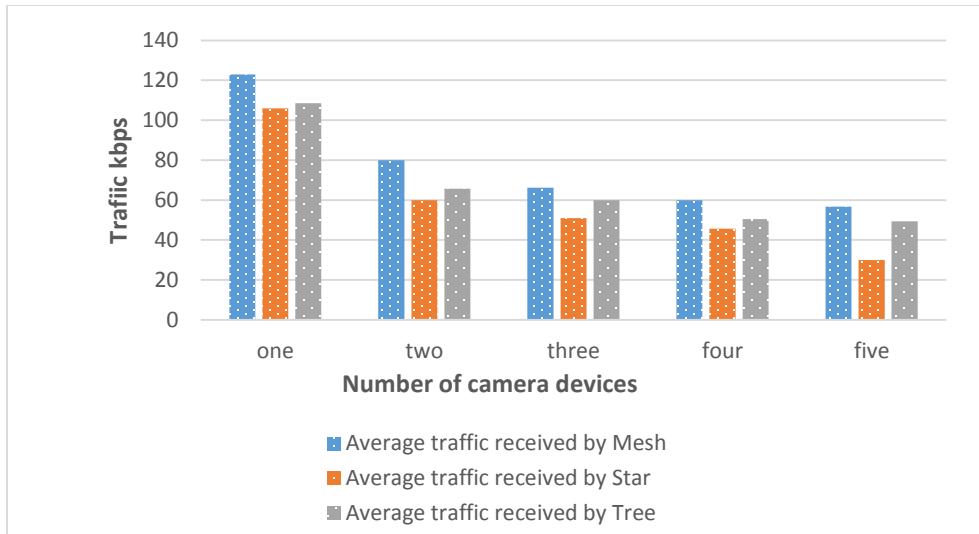 140
120
100
80
60
40
20
0
Trafiic kbps
one two three four five
Number of camera devices
Average traffic received by Mesh
Average traffic received by Star
Average traffic received by Tree